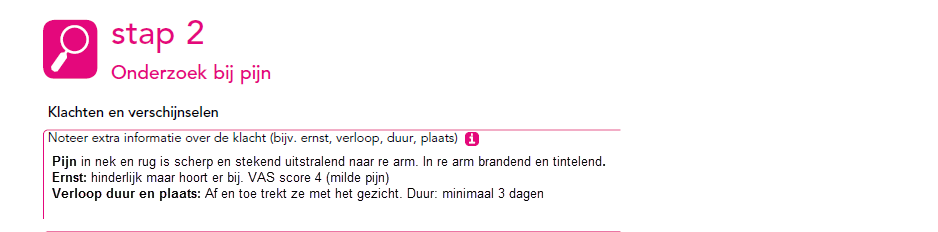 stap 2
Onderzoek bij pijn
Klachten en verschijnselen
Noteer extra informatie over de klacht (bijv. ernst, verloop, duur, plaats) i
Pijn in nek en rug is scherp en stekend uitstralend naar re arm. In re arm brandend en tintelend.
Ernst: hinderlijk maar hoort er bij. VAS score 4 (milde pijn)
Verloop duur en plaats: Af en toe trekt ze met het gezicht. Duur: minimaal 3 dagen